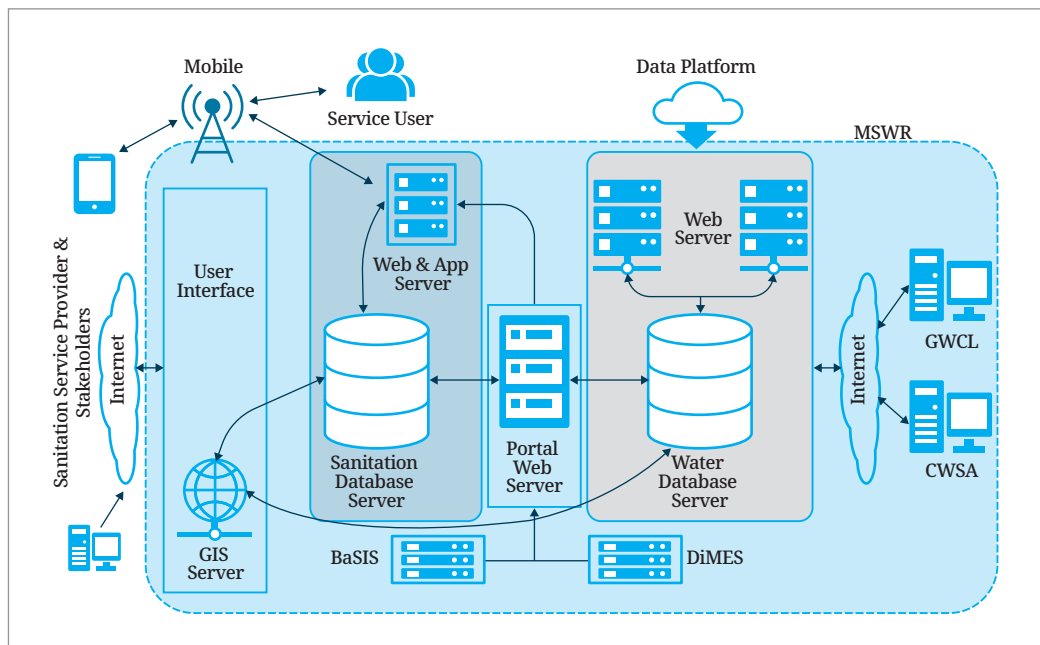 Mobile
Service User
Data Platform
MSWR
Sanitation Service Provider &
Stakeholders
Internet
User
Interface
GIS
Server
Web & App
Server
Sanitation
Database
Server
Portal
Web
Server
Web
Server
Water
Database
Server
BaSIS
DiMES
Internet
GWCL
CWSA